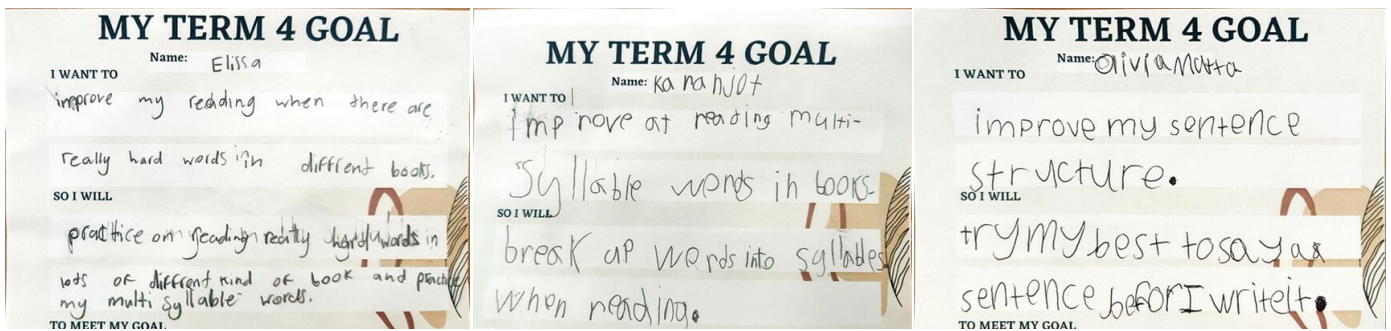 MY TERM 4 GOAL
Name: Elissa
I WANT TO
improve my reading when there are
really hard words in diffrent books.
SO I WILL
practice on reading really hard words in
lots of diffrent kind of book and practice
my multi syllable words.
TO MEET MY GOAL
MY TERM 4 GOAL
Name: Karanjot
I WANT TO
Improve at reading multi-
Syllable words in books.
SO I WILL
break up words into syllables
when reading.
MY TERM 4 GOAL
Name: Olivia Matta
I WANT TO
improve my sentence
structure.
SO I WILL
try my best to say aa
sentence befor I write it.
TO MEET MY GOAL